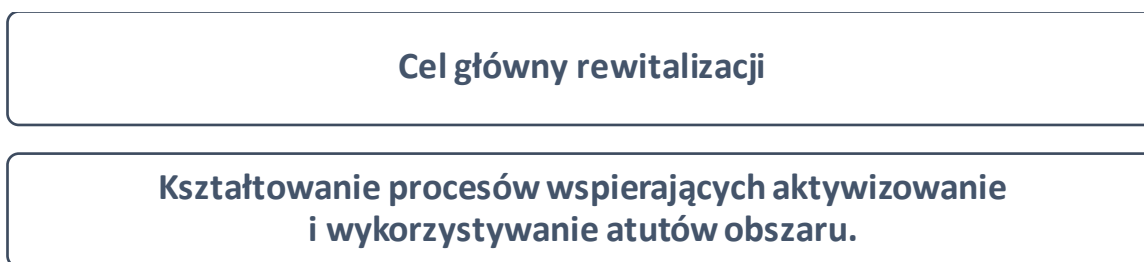 Cel główny rewitalizacji
Kształtowanie procesów wspierających aktywizowanie
i wykorzystywanie atutów obszaru.